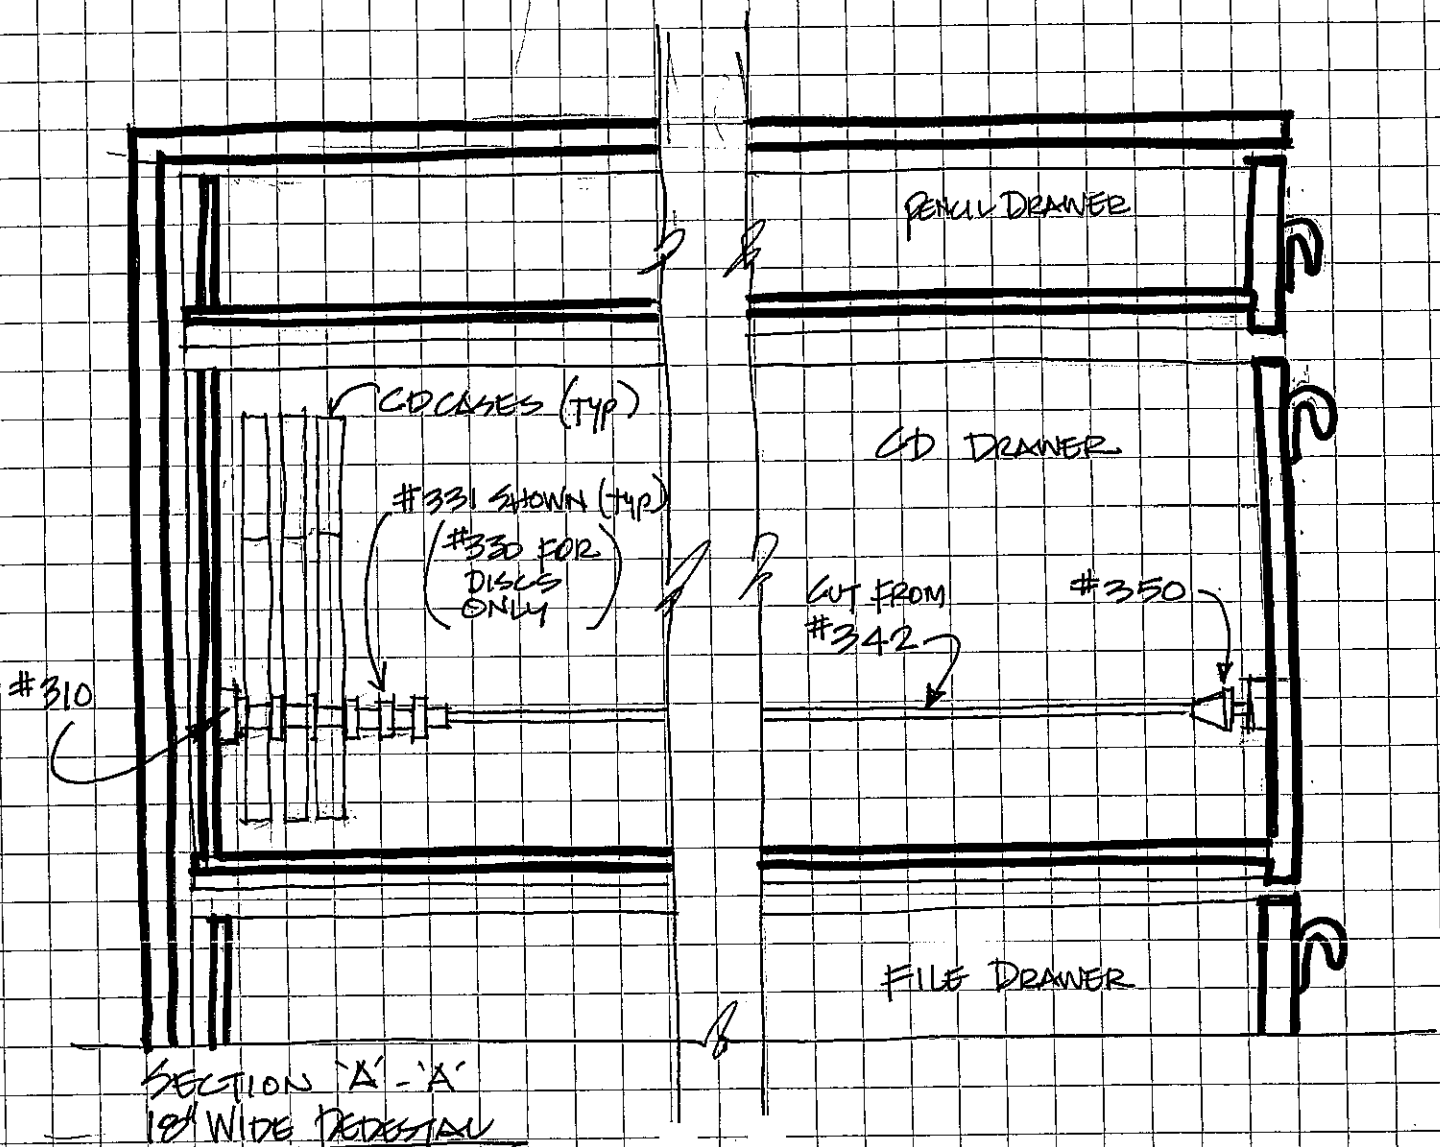 PENCIL DRAWER
CD CASES (TYP)
CD DRAWER
#331 SHOWN (TYP)
(#330 FOR
DISCS
ONLY)
CUT FROM
#342
#350
#310
FILE DRAWER
SECTION 'A'-'A'
18" WIDE PEDESTAL